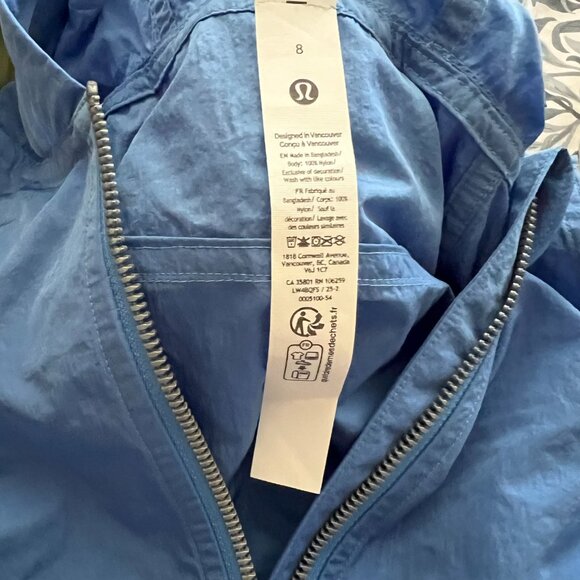 8
Designed in Vancouver
Conçu à Vancouver
EN Made in Bangladesh/
Body: 100% Nylon/
Exclusive of decoration/
Wash with like colours
FR Fabriqué au
Bangladesh/ Corps: 100%
Nylon/ Sauf la
décoration/ Lavage avec
des couleurs similaires
1818 Cornwall Avenue,
Vancouver, BC, Canada
V6J 1C7
CA 35801 RN 106259
LW4BQFS / 25-2
0003100-54
FR